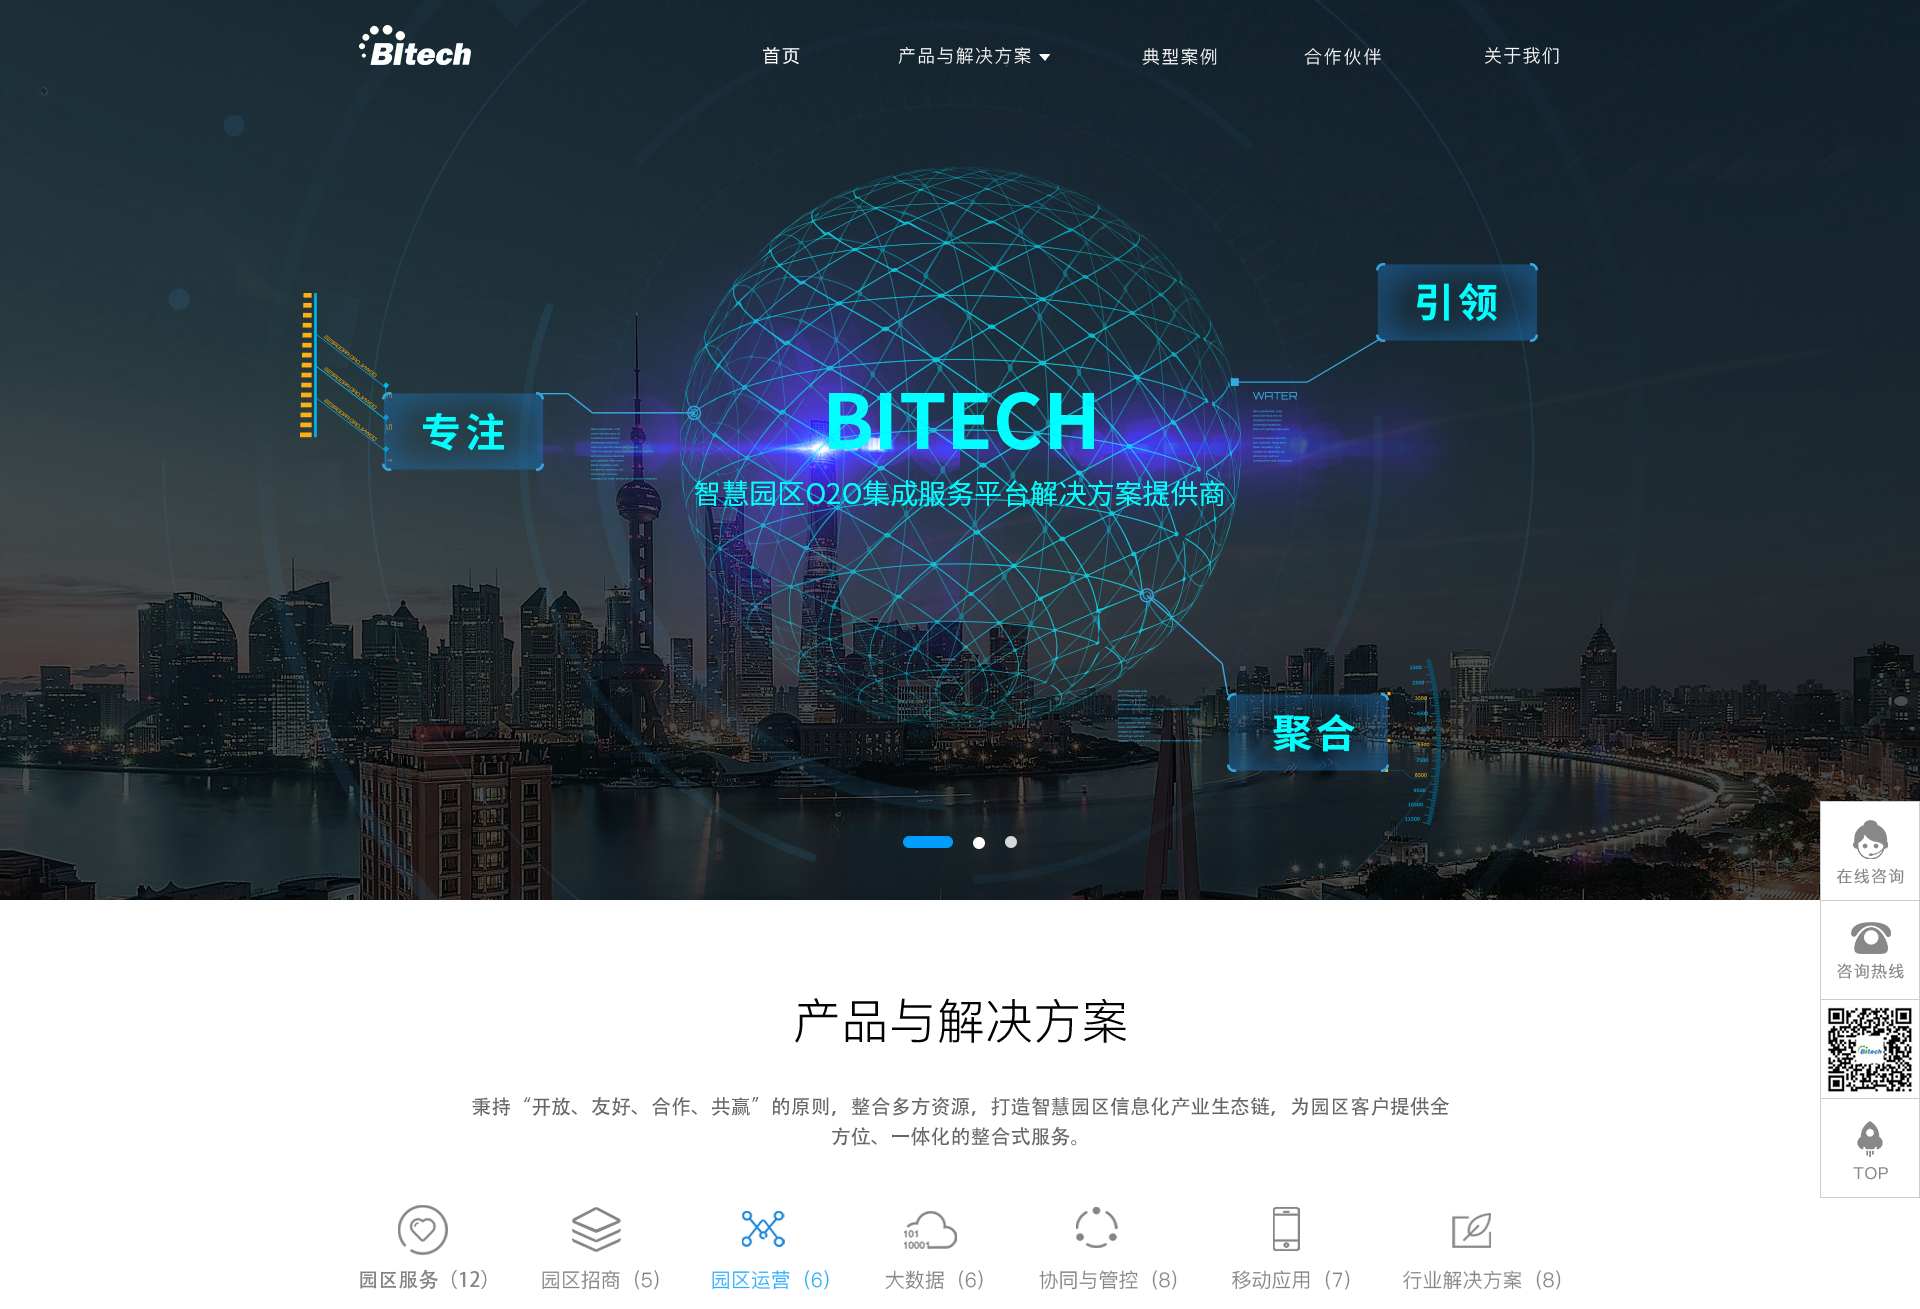 Bitech
首页
产品与解决方案
典型案例
合作伙伴
关于我们
引领
WATER
专注
BITECH
智慧园区O2O集成服务平台解决方案提供商
聚合
在线咨询
咨询热线
Bitech
TOP
产品与解决方案
秉持“开放、友好、合作、共赢”的原则，整合多方资源，打造智慧园区信息化产业生态链，为园区客户提供全
方位、一体化的整合式服务。
101
10001
园区服务（12）
园区招商（5）
园区运营（6）
大数据（6）
协同与管控（8）
移动应用（7）
行业解决方案（8）